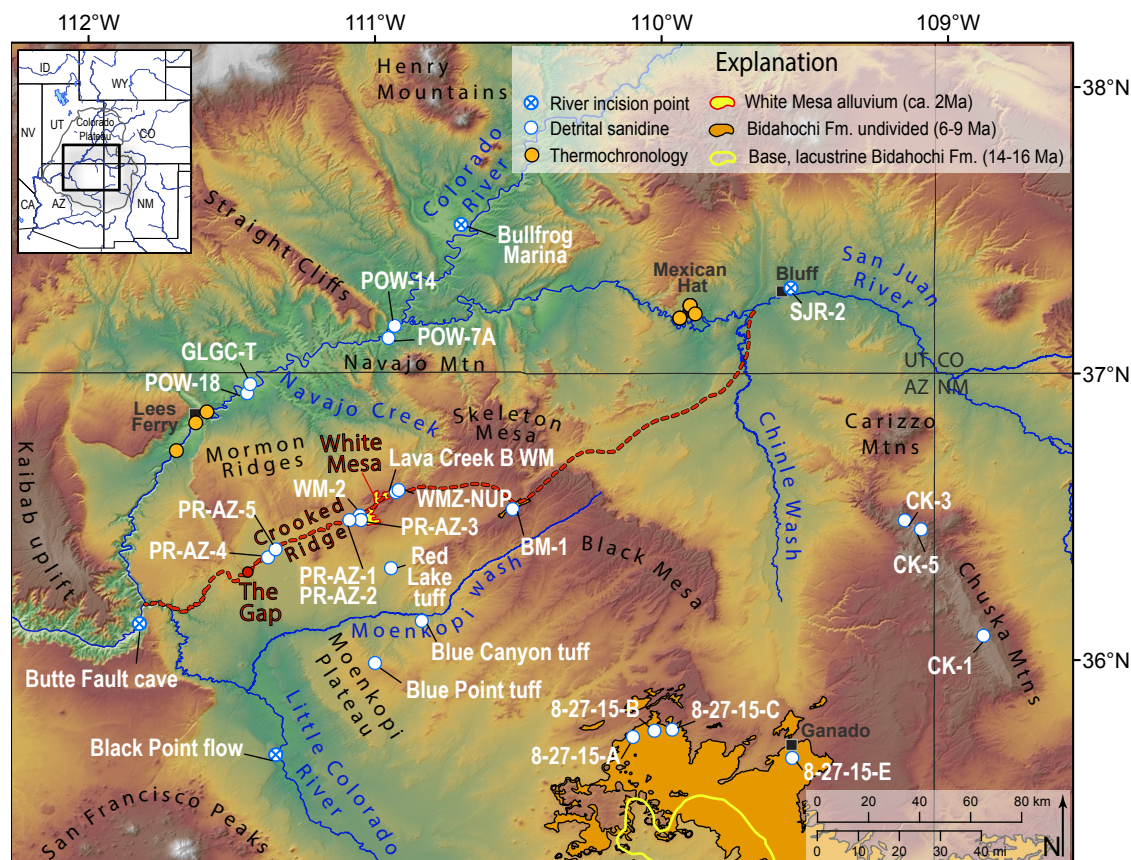 112°W
111°W
110°W
109°W
38°N
37°N
36°N
ID
WY
NV
UT
Colorado
Plateau
CO
CA
AZ
NM
Explanation
River incision point
Detrital sanidine
Thermochronology
White Mesa alluvium (ca. 2Ma)
Bidahochi Fm. undivided (6-9 Ma)
Base, lacustrine Bidahochi Fm. (14-16 Ma)
Henry
Mountains
Colorado
River
Straight Cliffs
Bullfrog
Marina
POW-14
POW-7A
Mexican
Hat
Bluff
San Juan
River
SJR-2
GLGC-T
POW-18
Navajo Mtn
UT
CO
AZ
NM
Lees
Ferry
Navajo Creek
Skeleton
Mesa
Carizzo
Mtns
Mormon
Ridges
White
Mesa
Lava Creek B WM
Kaibab uplift
WM-2
WMZ-NUP
PR-AZ-5
Crooked
Ridge
PR-AZ-3
BM-1
Chinle Wash
CK-3
PR-AZ-4
PR-AZ-1
PR-AZ-2
Red
Lake
tuff
Black Mesa
CK-5
The
Gap
Moenkopi wash
Chuska Mtns
Butte Fault cave
Moenkopi
Plateau
Blue Canyon tuff
CK-1
Blue Point tuff
8-27-15-B
8-27-15-C
Black Point flow
Little Colorado
River
8-27-15-A
Ganado
8-27-15-E
San Francisco Peaks
0 20 40 60 80 km
0 10 20 30 40 mi
N